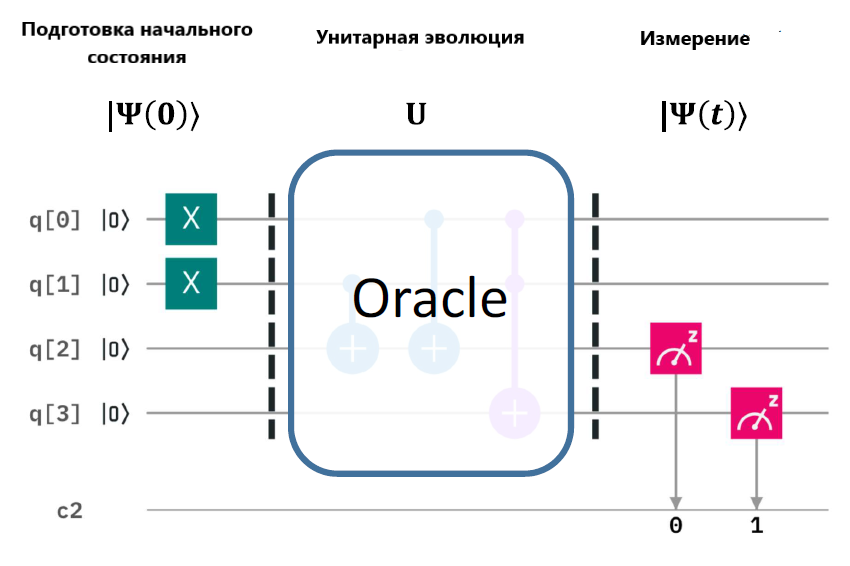 Подготовка начального
состояния
Унитарная эволюция
Измерение
|Ψ(0)⟩
U
|Ψ(t)⟩
q[0] |0⟩ X
q[1] |0⟩ X
Oracle
q[2] |0⟩ z
q[3] |0⟩ z
c2
0 1